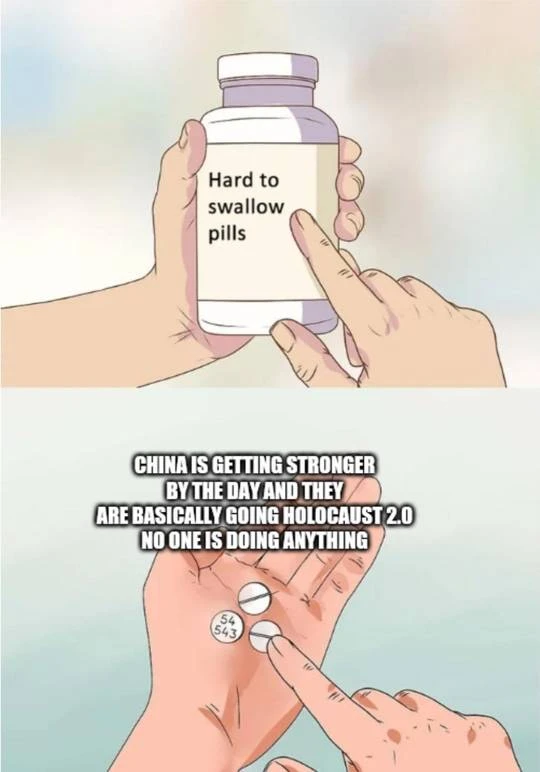 Hard to
swallow
pills
CHINA IS GETTING STRONGER
BY THE DAY AND THEY
ARE BASICALLY GOING HOLOCAUST 2.0
NO ONE IS DOING ANYTHING
54
543